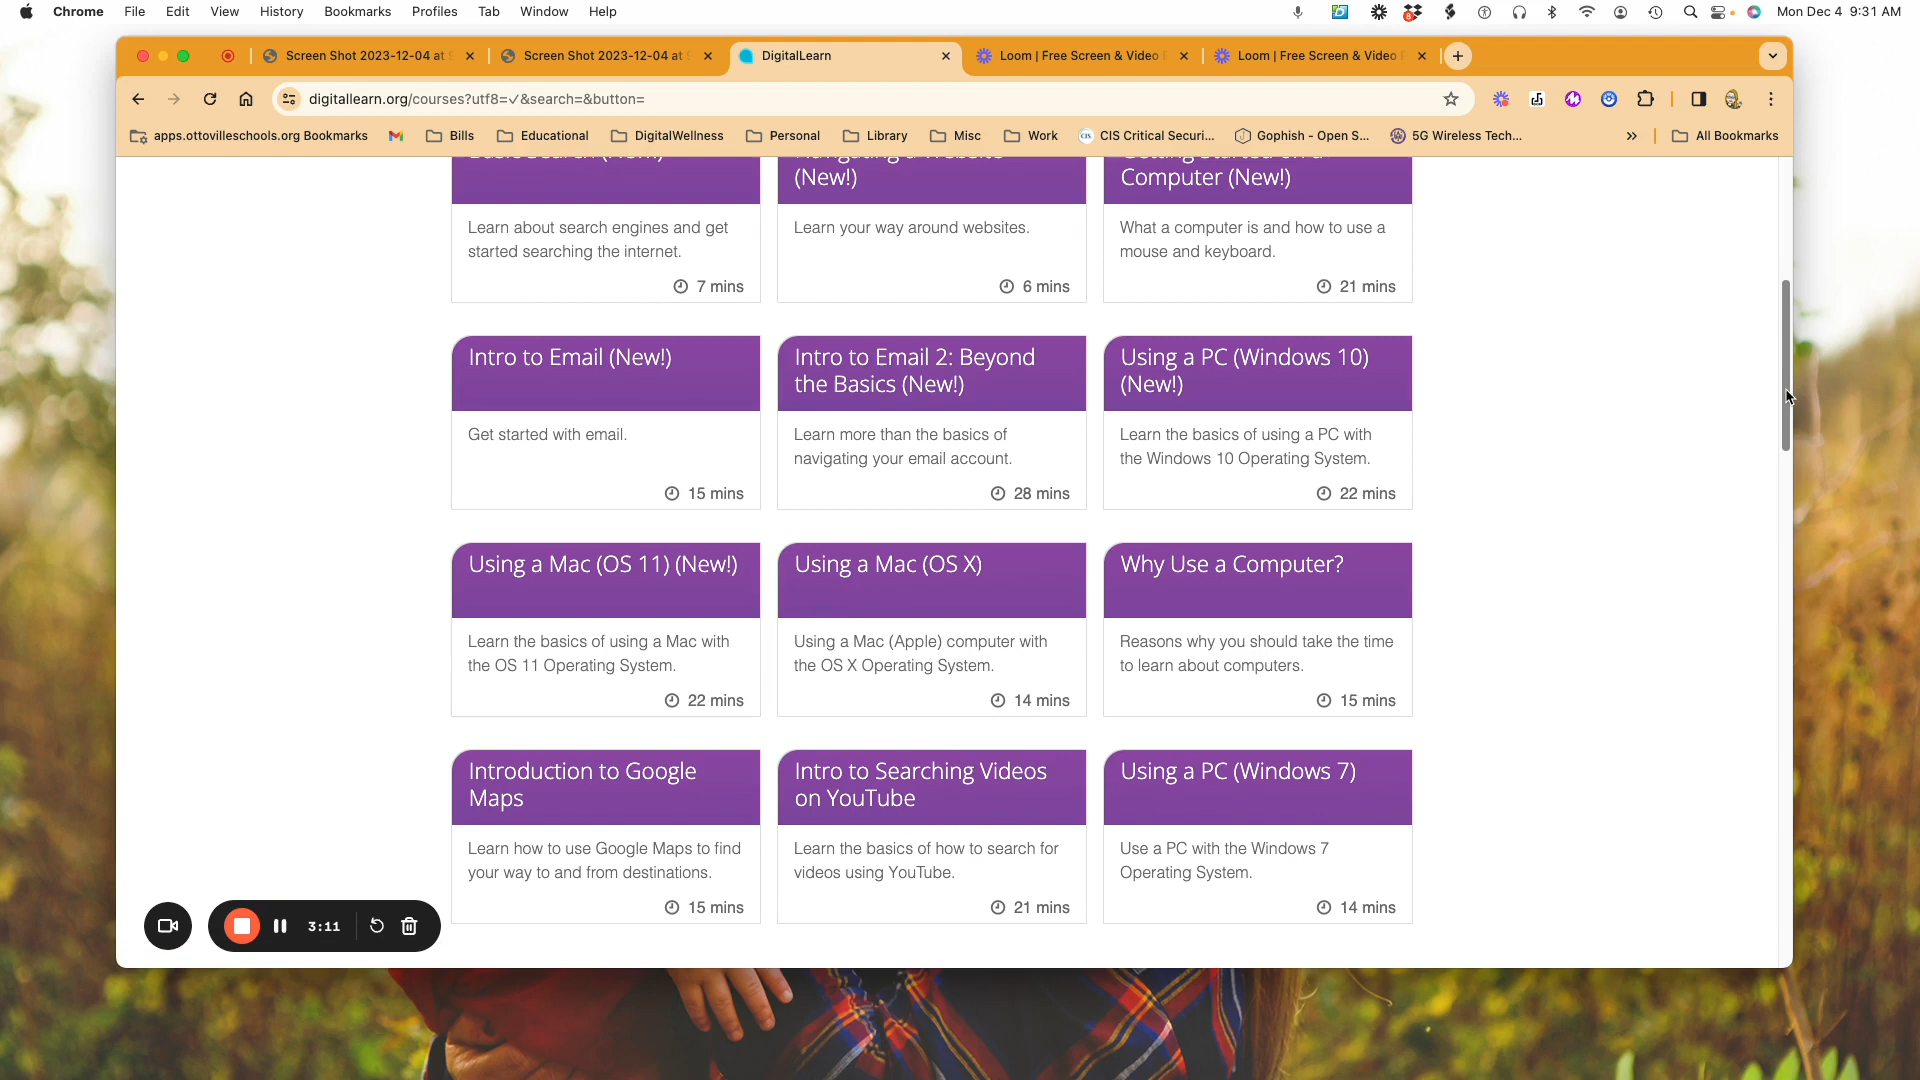 Chrome File Edit View History Bookmarks Profiles Tab Window Help
8
Mon Dec 4 9:31 AM
Screen Shot 2023-12-04 at
Screen Shot 2023-12-04 at
DigitalLearn
Loom | Free Screen & Video
Loom | Free Screen & Video
digitallearn.org/courses?utf8=✓&search=&button=
apps.ottovilleschools.org Bookmarks
Bills
Educational
DigitalWellness
Personal
Library
Misc
Work
CIS CIS Critical Securi...
Gophish - Open S...
5G Wireless Tech...
All Bookmarks
(New!)
Computer (New!)
Learn about search engines and get
started searching the internet.
7 mins
Learn your way around websites.
6 mins
What a computer is and how to use a
mouse and keyboard.
21 mins
Intro to Email (New!)
Get started with email.
15 mins
Intro to Email 2: Beyond
the Basics (New!)
Learn more than the basics of
navigating your email account.
28 mins
Using a PC (Windows 10)
(New!)
Learn the basics of using a PC with
the Windows 10 Operating System.
22 mins
Using a Mac (OS 11) (New!)
Learn the basics of using a Mac with
the OS 11 Operating System.
22 mins
Using a Mac (OS X)
Using a Mac (Apple) computer with
the OS X Operating System.
14 mins
Why Use a Computer?
Reasons why you should take the time
to learn about computers.
15 mins
Introduction to Google
Maps
Learn how to use Google Maps to find
your way to and from destinations.
15 mins
Intro to Searching Videos
on YouTube
Learn the basics of how to search for
videos using YouTube.
21 mins
Using a PC (Windows 7)
Use a PC with the Windows 7
Operating System.
14 mins
3:11